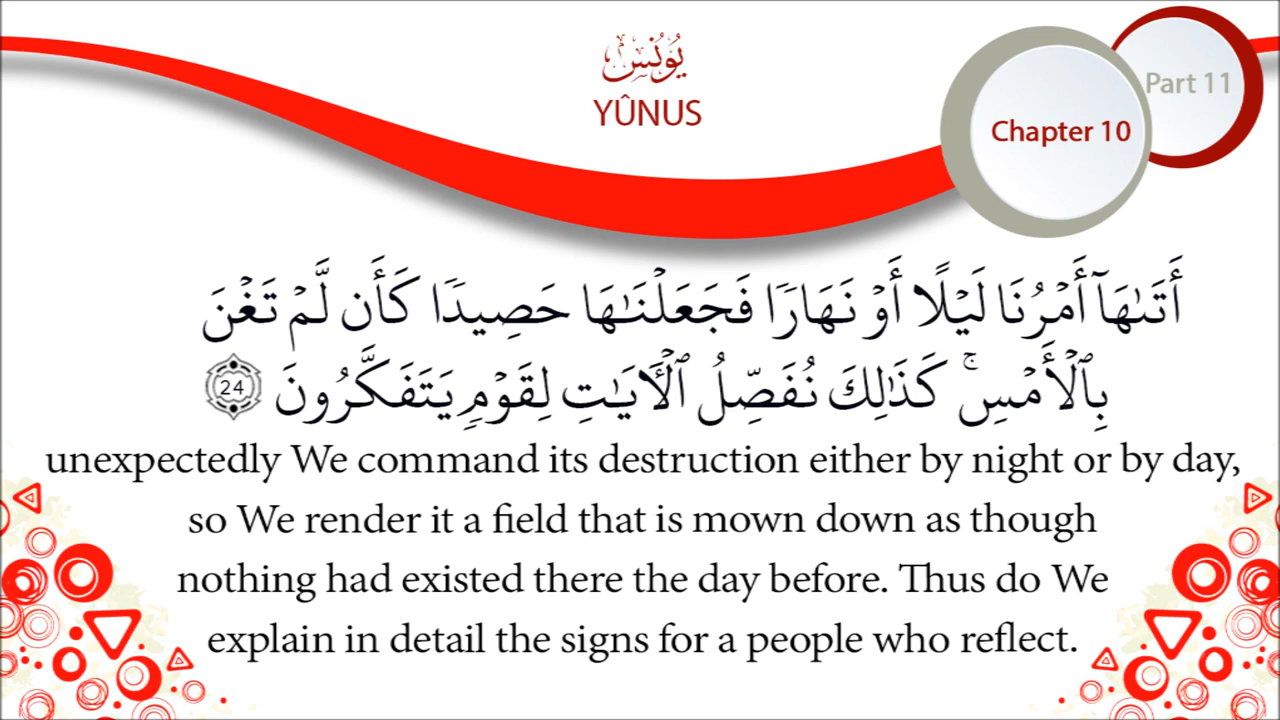 يُونُس
YÛNUS
Part 11
Chapter 10
أَتَىٰهَآ أَمۡرُنَا لَيۡلًا أَوۡ نَهَارٗا فَجَعَلۡنَٰهَا حَصِيدٗا كَأَن لَّمۡ تَغۡنَ
بِٱلۡأَمۡسِۚ كَذَٰلِكَ نُفَصِّلُ ٱلۡأٓيَٰتِ لِقَوۡمٖ يَتَفَكَّرُونَ 24
unexpectedly We command its destruction either by night or by day,
so We render it a field that is mown down as though
nothing had existed there the day before. Thus do We
explain in detail the signs for a people who reflect.